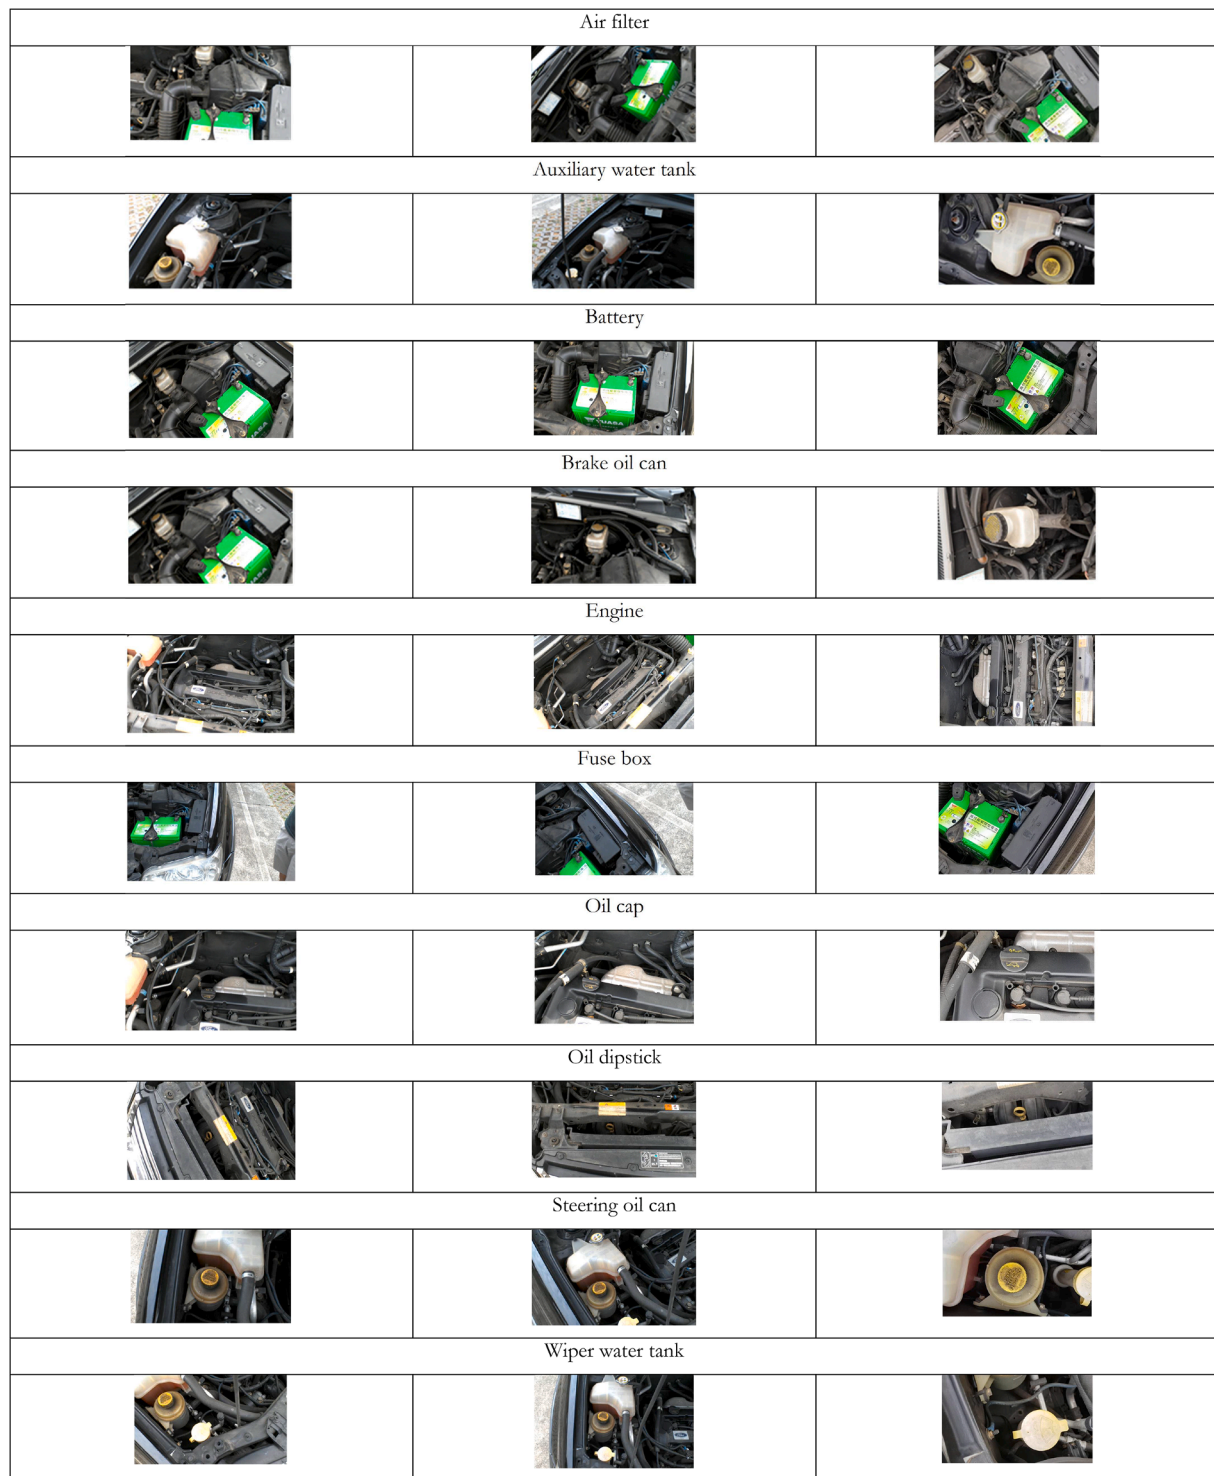 Air filter
Auxiliary water tank
Battery
Brake oil can
Engine
Fuse box
Oil cap
Oil dipstick
Steering oil can
Wiper water tank